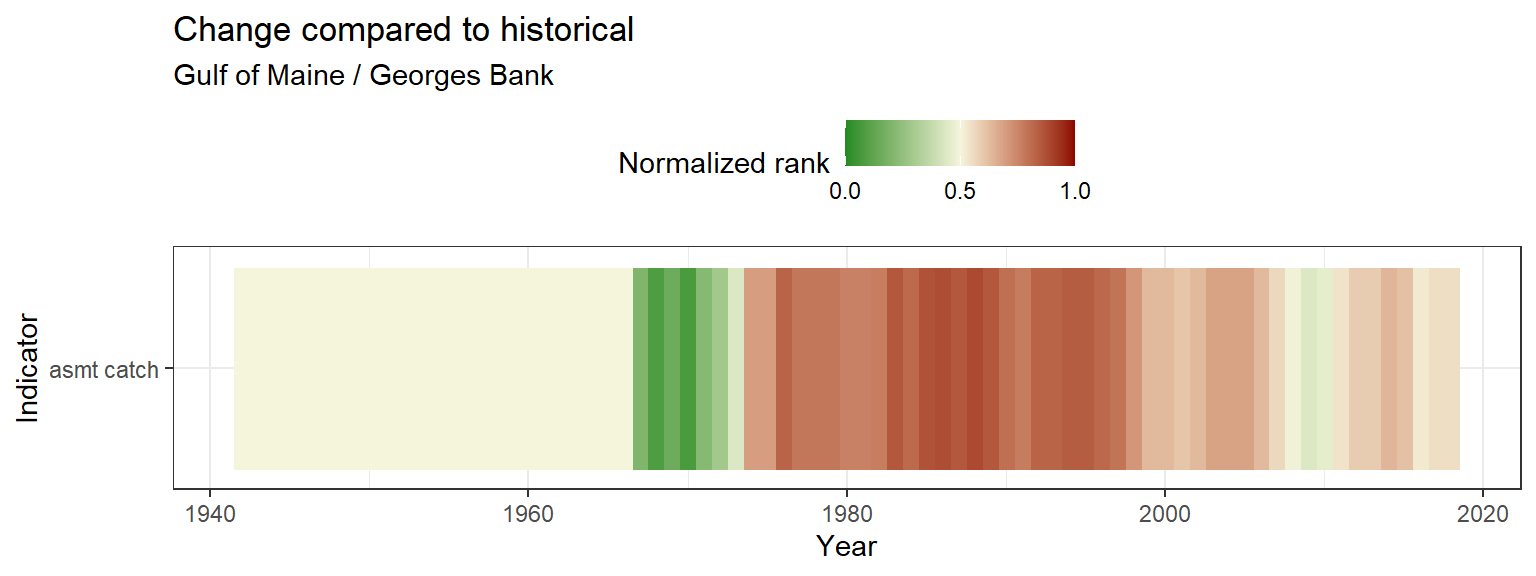 Change compared to historical
Gulf of Maine / Georges Bank
Normalized rank
0.0 0.5 1.0
Indicator
asmt catch
1940 1960 1980 2000 2020
Year